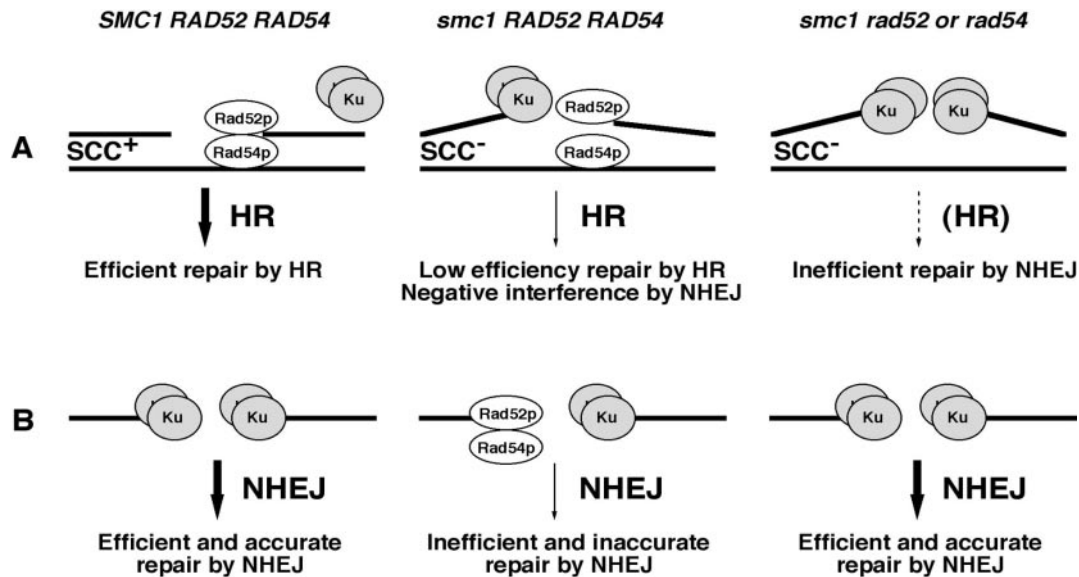 SMC1 RAD52 RAD54
smc1 RAD52 RAD54
smc1 rad52 or rad54
A
Ku
Rad52p
Rad54p
SCC+
HR
Efficient repair by HR
Ku
Rad52p
Rad54p
SCC-
HR
Low efficiency repair by HR
Negative interference by NHEJ
Ku
Ku
SCC-
(HR)
Inefficient repair by NHEJ
B
Ku
Ku
NHEJ
Efficient and accurate
repair by NHEJ
Rad52p
Rad54p
Ku
NHEJ
Inefficient and inaccurate
repair by NHEJ
Ku
Ku
NHEJ
Efficient and accurate
repair by NHEJ